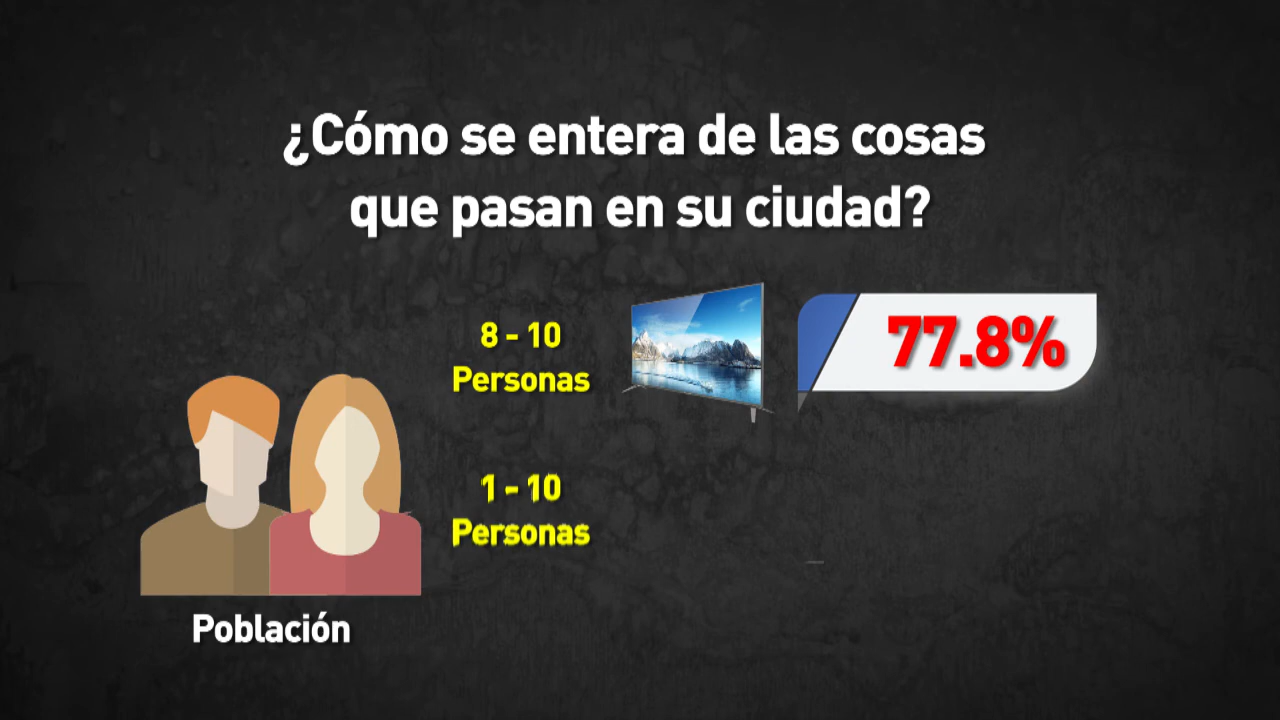 ¿Cómo se entera de las cosas
que pasan en su ciudad?
8 - 10
Personas
77.8%
1 - 10
Personas
Población